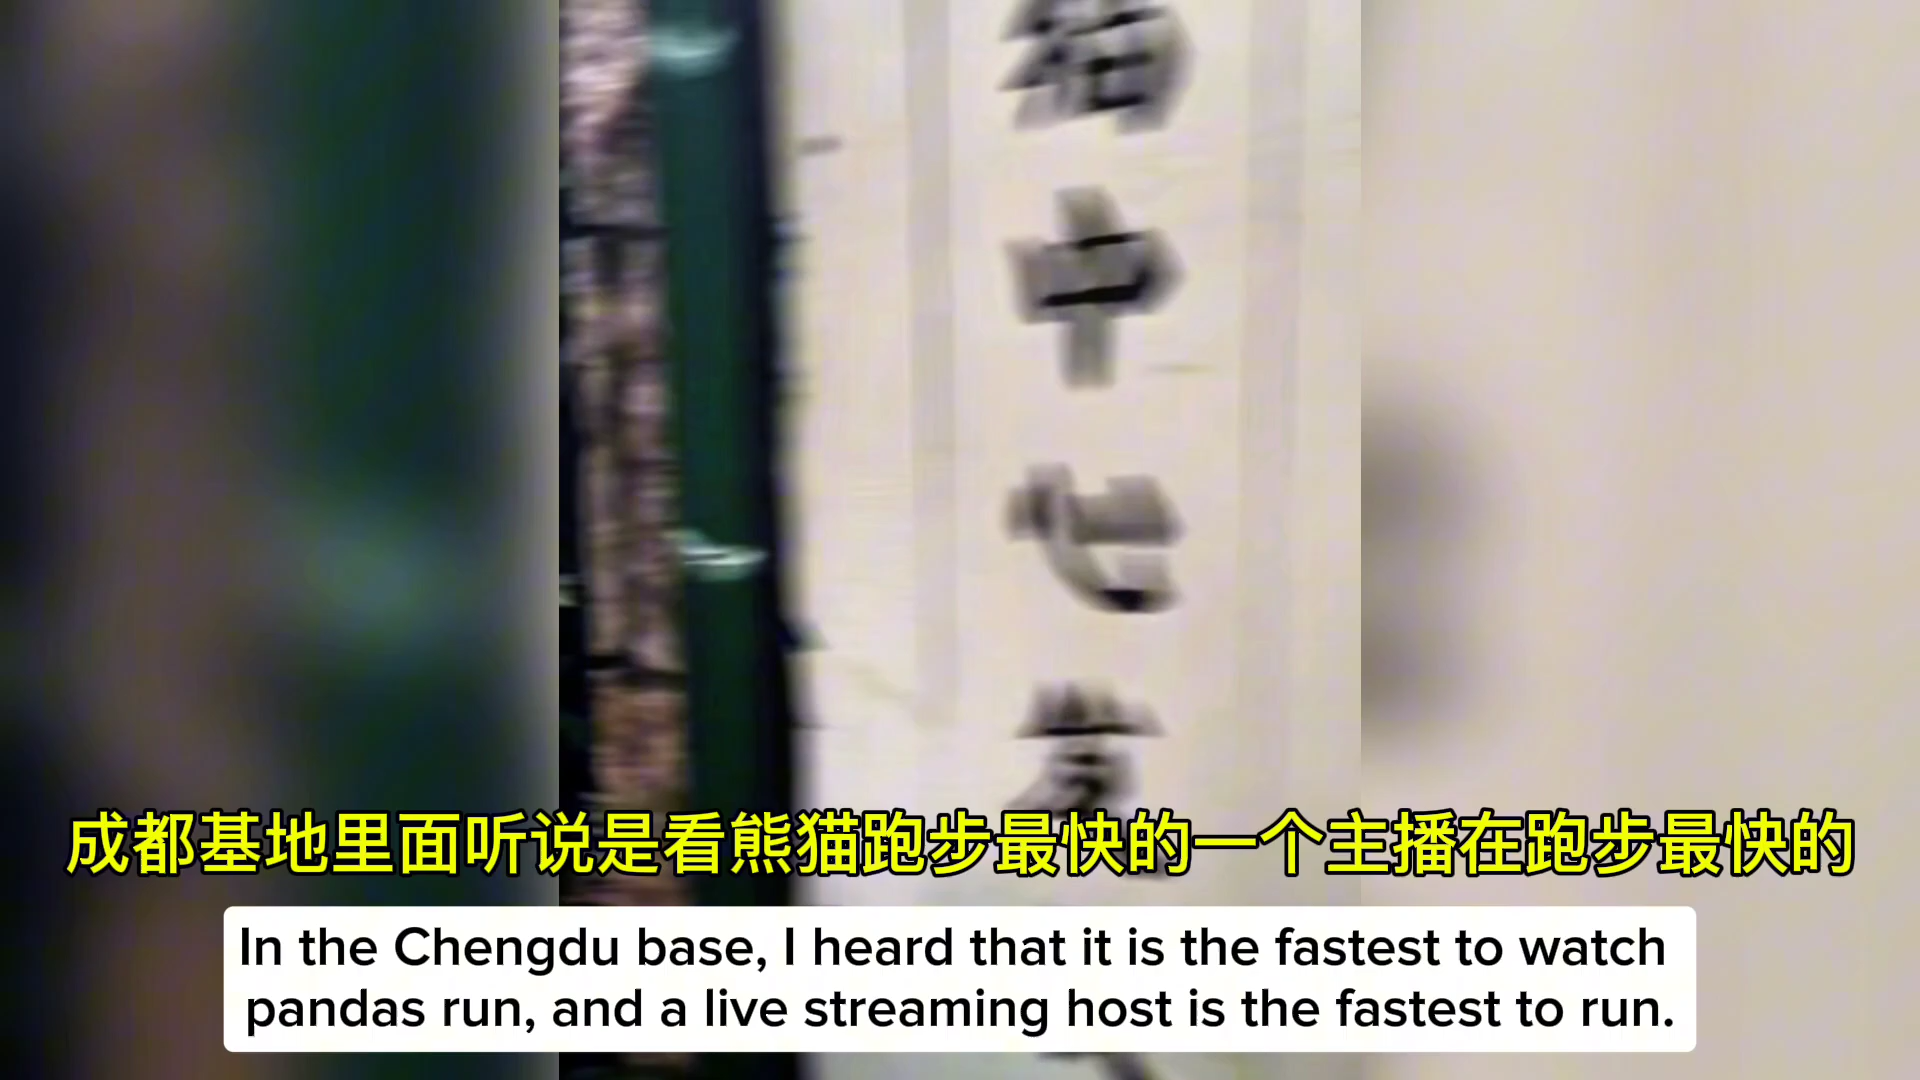 猫
中
心
成都基地里面听说是看熊猫跑步最快的一个主播在跑步最快的
In the Chengdu base, I heard that it is the fastest to watch
pandas run, and a live streaming host is the fastest to run.